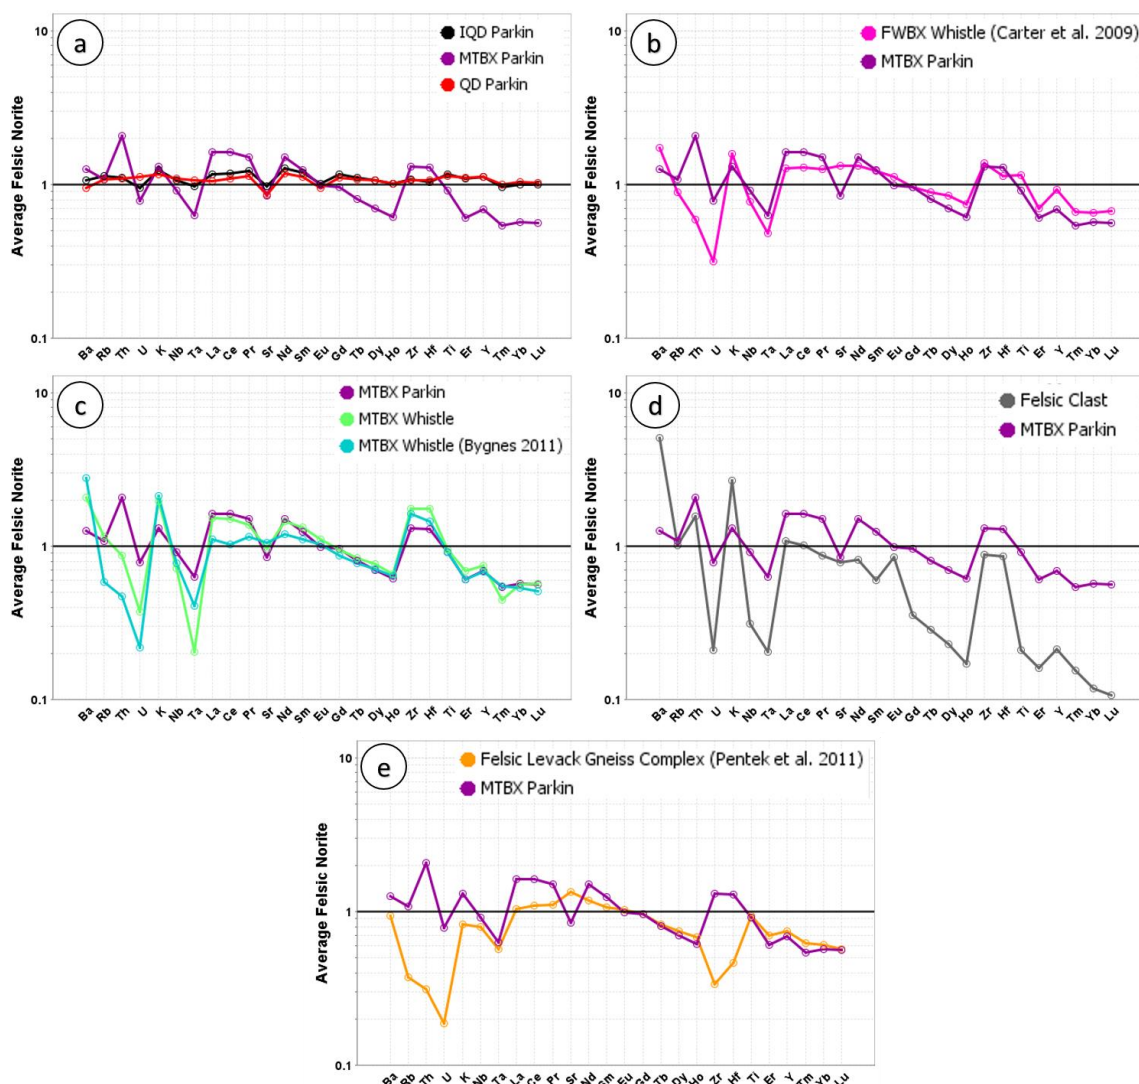 a
10
1
0.1
Average Felsic Norite
IQD Parkin
MTBX Parkin
QD Parkin
Ba Rb Th U K Nb Ta La Ce Pr Sr Nd Sm Eu Gd Tb Dy Ho Zr Hf Ti Er Y Tm Yb Lu
b
10
1
0.1
Average Felsic Norite
FWBX Whistle (Carter et al. 2009)
MTBX Parkin
Ba Rb Th U K Nb Ta La Ce Pr Sr Nd Sm Eu Gd Tb Dy Ho Zr Hf Ti Er Y Tm Yb Lu
c
10
1
0.1
Average Felsic Norite
MTBX Parkin
MTBX Whistle
MTBX Whistle (Bygnes 2011)
Ba Rb Th U K Nb Ta La Ce Pr Sr Nd Sm Eu Gd Tb Dy Ho Zr Hf Ti Er Y Tm Yb Lu
d
10
1
0.1
Average Felsic Norite
Felsic Clast
MTBX Parkin
Ba Rb Th U K Nb Ta La Ce Pr Sr Nd Sm Eu Gd Tb Dy Ho Zr Hf Ti Er Y Tm Yb Lu
e
10
1
0.1
Average Felsic Norite
Felsic Levack Gneiss Complex (Pentek et al. 2011)
MTBX Parkin
Ba Rb Th U K Nb Ta La Ce Pr Sr Nd Sm Eu Gd Tb Dy Ho Zr Hf Ti Er Y Tm Yb Lu